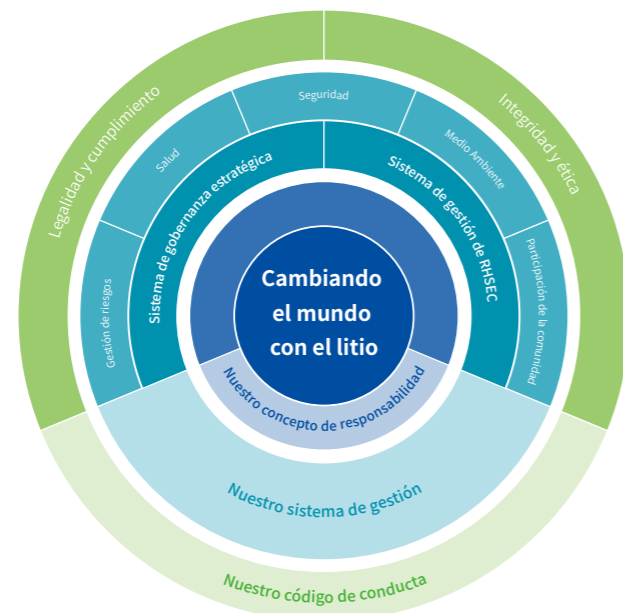 Legalidad y cumplimiento
Integridad y ética
Gestión de riesgos
Salud
Seguridad
Medio Ambiente
Participación de la comunidad
Sistema de gobernanza estratégica
Sistema de gestión de RHSEC
Cambiando
el mundo
con el litio
Nuestro concepto de responsabilidad
Nuestro sistema de gestión
Nuestro código de conducta